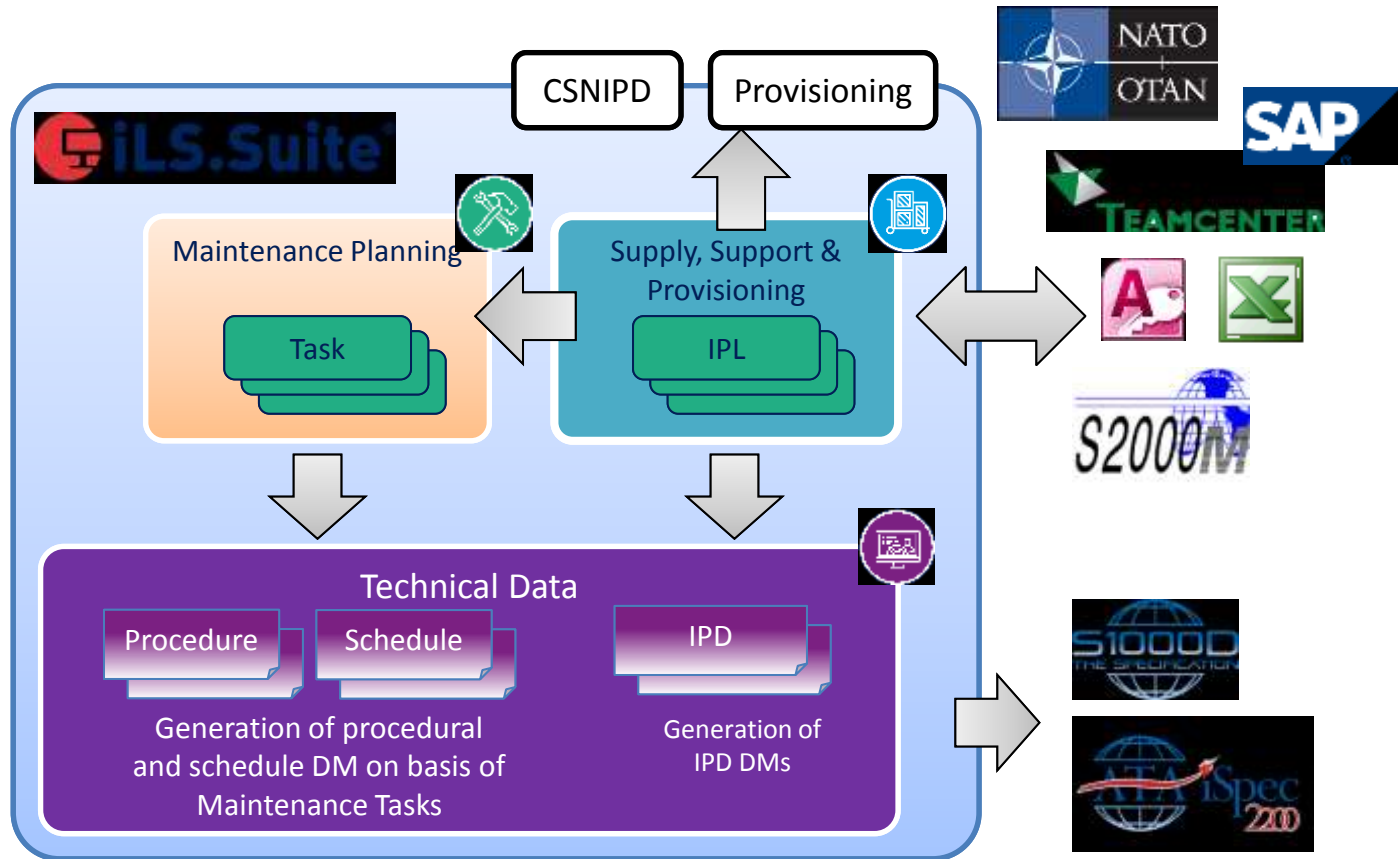 CSNIPD
Provisioning
NATO
OTAN
SAP
iLS.Suite
TEAMCENTER
Maintenance Planning
Task
Supply, Support &
Provisioning
IPL
A
X
S2000M
Technical Data
Procedure
Schedule
IPD
Generation of procedural
and schedule DM on basis of
Maintenance Tasks
Generation of
IPD DMs
S1000D
THE SPECIFICATION
ATA iSpec
2200